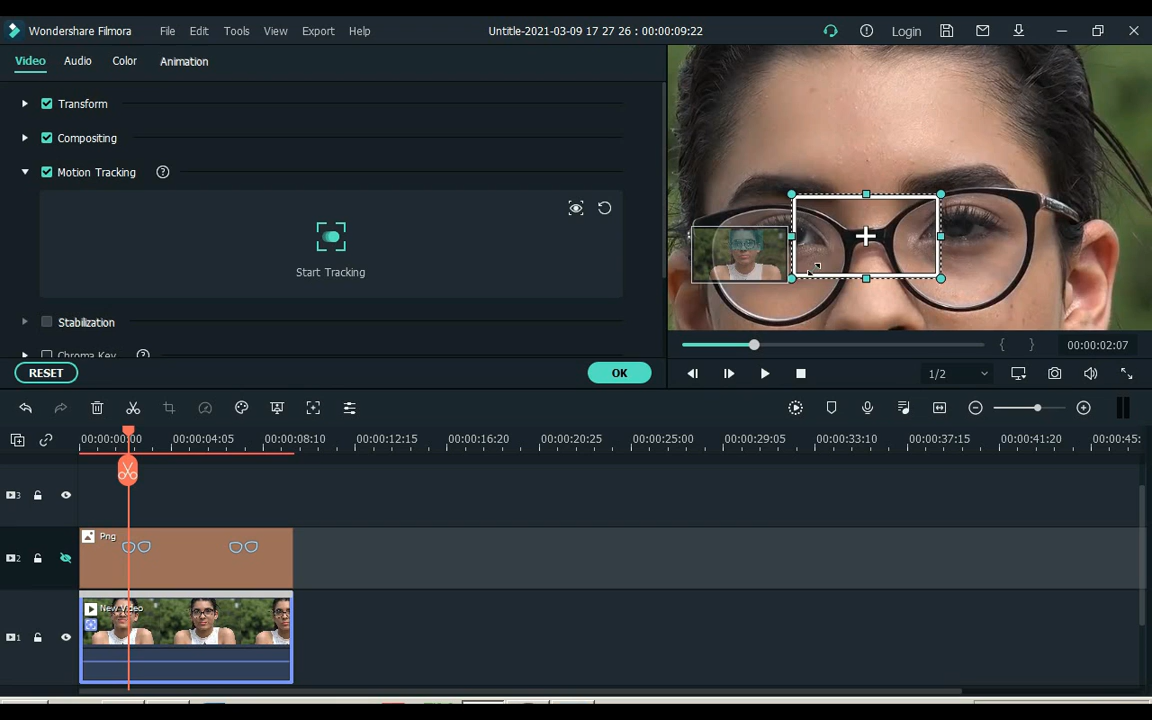 Wondershare Filmora File Edit Tools View Export Help Untitle-2021-03-09 17 27 26 : 00:00:09:22 Login
Video Audio Color Animation
Transform
Compositing
Motion Tracking
Start Tracking
Stabilization
Chroma Key
RESET OK
{ } 00:00:02:07
1/2
00:00:00:00 00:00:04:05 00:00:08:10 00:00:12:15 00:00:16:20 00:00:20:25 00:00:25:00 00:00:29:05 00:00:33:10 00:00:37:15 00:00:41:20 00:00:45:
3
Png
2
New Video
1